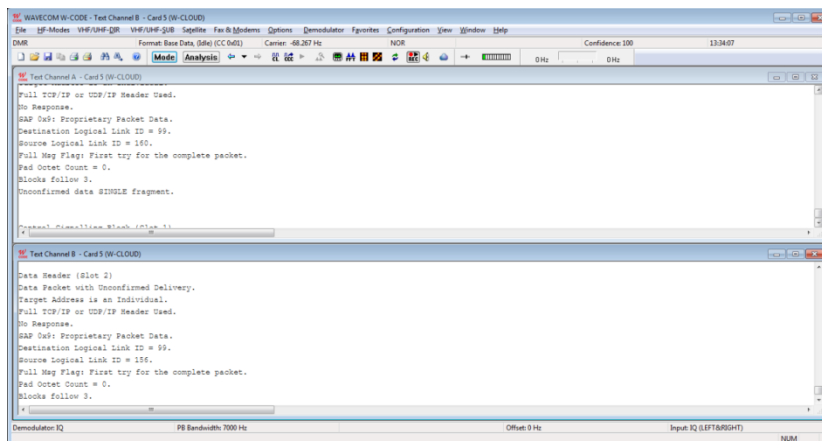 WAVECOM W-CODE - Text Channel B - Card 5 (W-CLOUD)
File HF-Modes VHF/UHF-DIR VHF/UHF-SUB Satellite Fax & Modems Options Demodulator Favorites Configuration View Window Help
DMR Format: Base Data, (Idle) (CC 0x01) Carrier: -68.267 Hz NOR Confidence: 100 13:34:07
Mode Analysis REC 0 Hz 0 Hz
Text Channel A - Card 5 (W-CLOUD)
Target Address is an Individual.
Full TCP/IP or UDP/IP Header Used.
No Response.
SAP 0x9: Proprietary Packet Data.
Destination Logical Link ID = 99.
Source Logical Link ID = 160.
Full Msg Flag: First try for the complete packet.
Pad Octet Count = 0.
Blocks follow 3.
Unconfirmed data SINGLE fragment.
Control Signalling Block (Slot 1)
Text Channel B - Card 5 (W-CLOUD)
Data Header (Slot 2)
Data Packet with Unconfirmed Delivery.
Target Address is an Individual.
Full TCP/IP or UDP/IP Header Used.
No Response.
SAP 0x9: Proprietary Packet Data.
Destination Logical Link ID = 99.
Source Logical Link ID = 156.
Full Msg Flag: First try for the complete packet.
Pad Octet Count = 0.
Blocks follow 3.
Demodulator: IQ PB Bandwidth: 7000 Hz Offset: 0 Hz Input: IQ (LEFT&RIGHT)
NUM